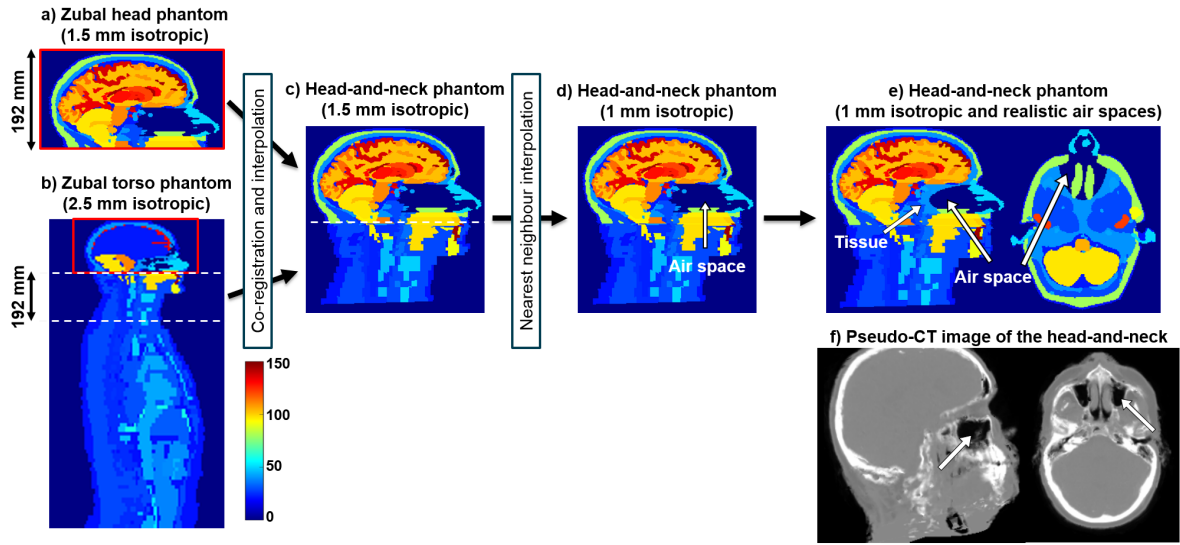 a) Zubal head phantom
(1.5 mm isotropic)
192 mm
b) Zubal torso phantom
(2.5 mm isotropic)
192 mm
Co-registration and interpolation
150
100
50
0
c) Head-and-neck phantom
(1.5 mm isotropic)
Nearest neighbour interpolation
d) Head-and-neck phantom
(1 mm isotropic)
Air space
e) Head-and-neck phantom
(1 mm isotropic and realistic air spaces)
Tissue
Air space
f) Pseudo-CT image of the head-and-neck